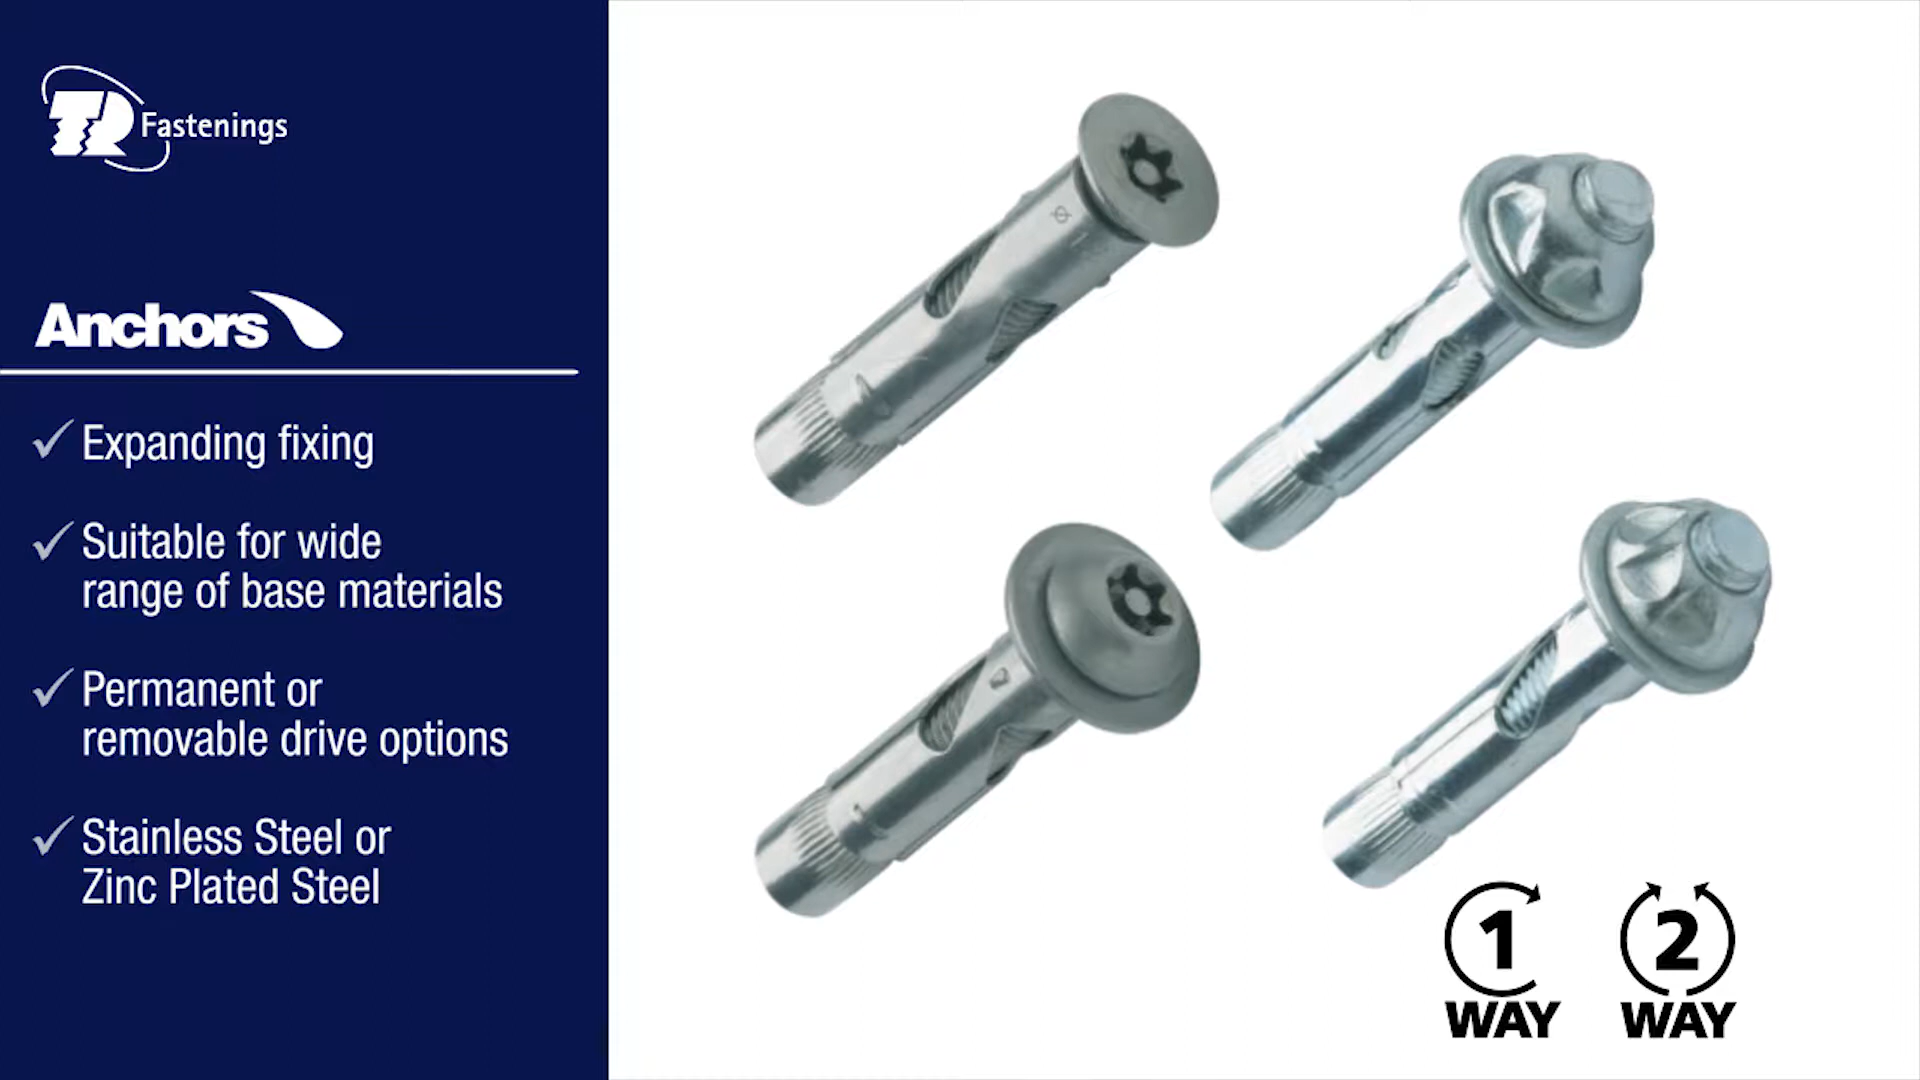 TR Fastenings
Anchors
Expanding fixing
Suitable for wide
range of base materials
Permanent or
removable drive options
Stainless Steel or
Zinc Plated Steel
1
WAY
2
WAY